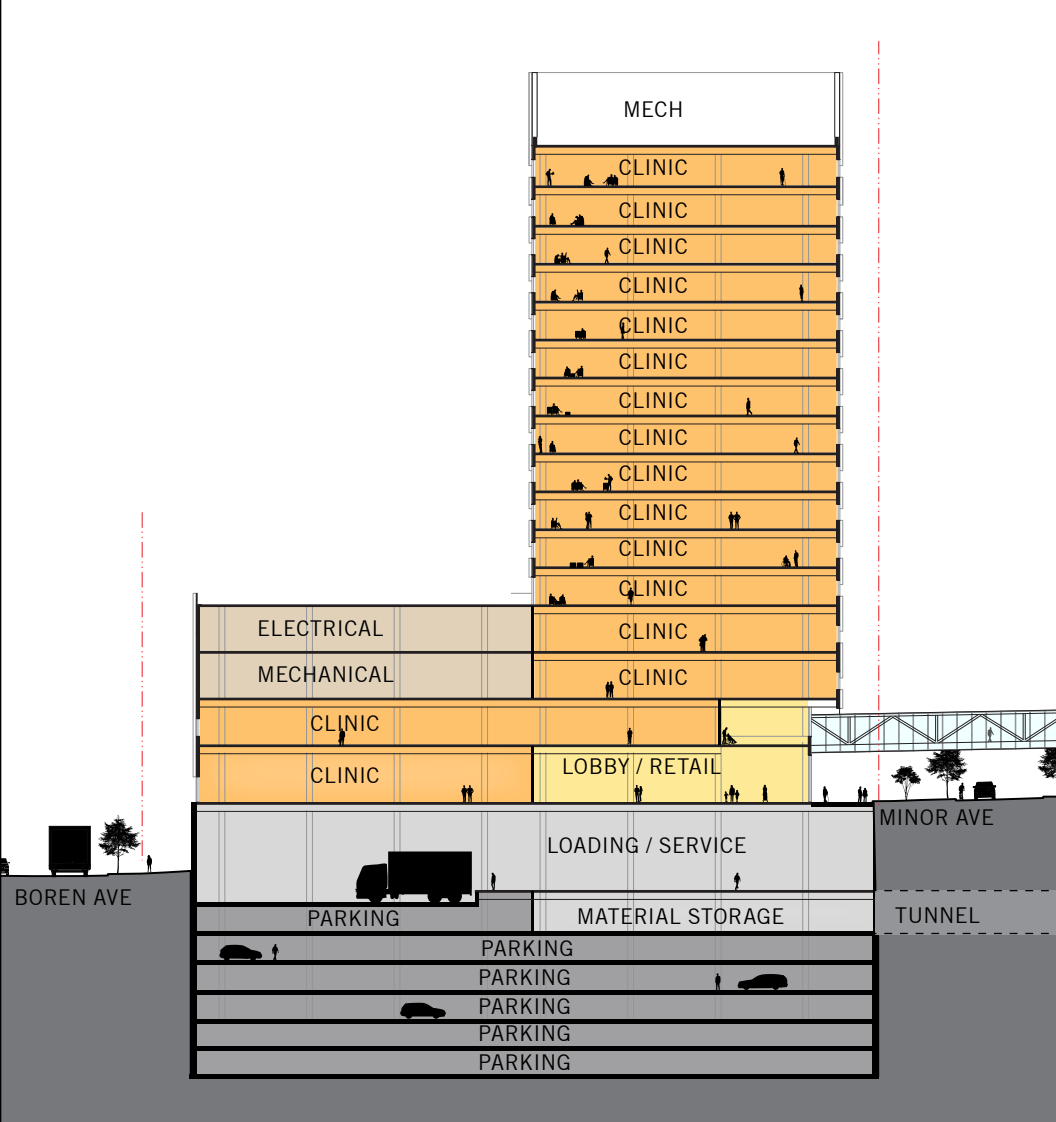 MECH
CLINIC
CLINIC
CLINIC
CLINIC
CLINIC
CLINIC
CLINIC
CLINIC
CLINIC
CLINIC
CLINIC
CLINIC
ELECTRICAL
CLINIC
MECHANICAL
CLINIC
CLINIC
CLINIC
LOBBY / RETAIL
MINOR AVE
LOADING / SERVICE
BOREN AVE
PARKING
MATERIAL STORAGE
TUNNEL
PARKING
PARKING
PARKING
PARKING
PARKING